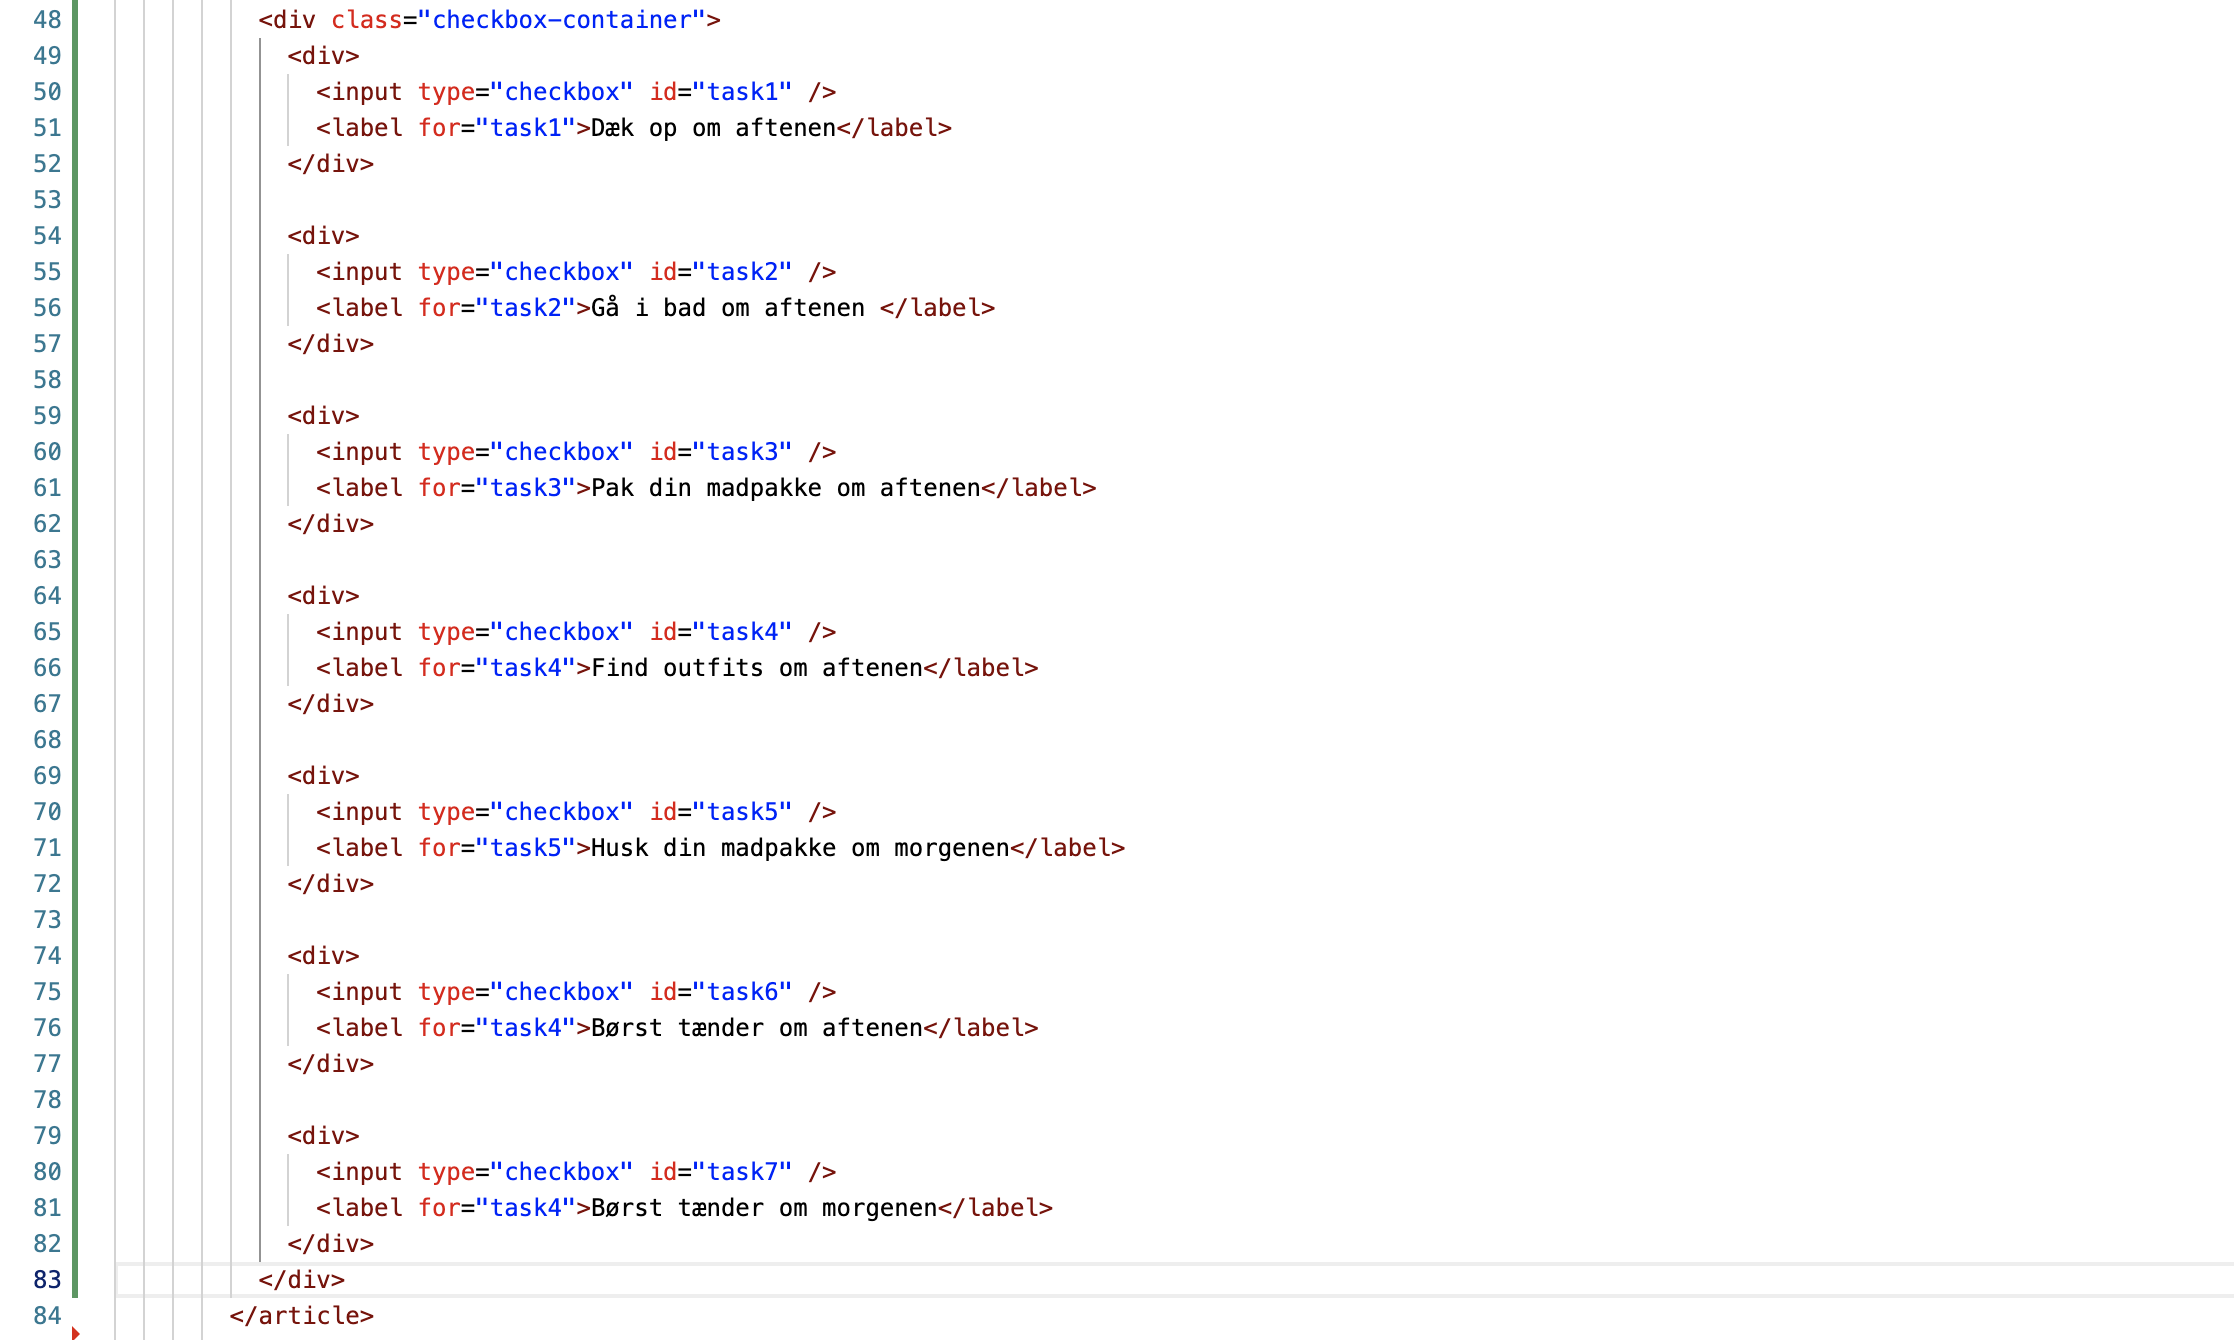 48 <div class="checkbox-container">
49 <div>
50 <input type="checkbox" id="task1" />
51 <label for="task1">Dæk op om aftenen</label>
52 </div>
53
54 <div>
55 <input type="checkbox" id="task2" />
56 <label for="task2">Gå i bad om aftenen </label>
57 </div>
58
59 <div>
60 <input type="checkbox" id="task3" />
61 <label for="task3">Pak din madpakke om aftenen</label>
62 </div>
63
64 <div>
65 <input type="checkbox" id="task4" />
66 <label for="task4">Find outfits om aftenen</label>
67 </div>
68
69 <div>
70 <input type="checkbox" id="task5" />
71 <label for="task5">Husk din madpakke om morgenen</label>
72 </div>
73
74 <div>
75 <input type="checkbox" id="task6" />
76 <label for="task4">Børst tænder om aftenen</label>
77 </div>
78
79 <div>
80 <input type="checkbox" id="task7" />
81 <label for="task4">Børst tænder om morgenen</label>
82 </div>
83 </div>
84 </article>